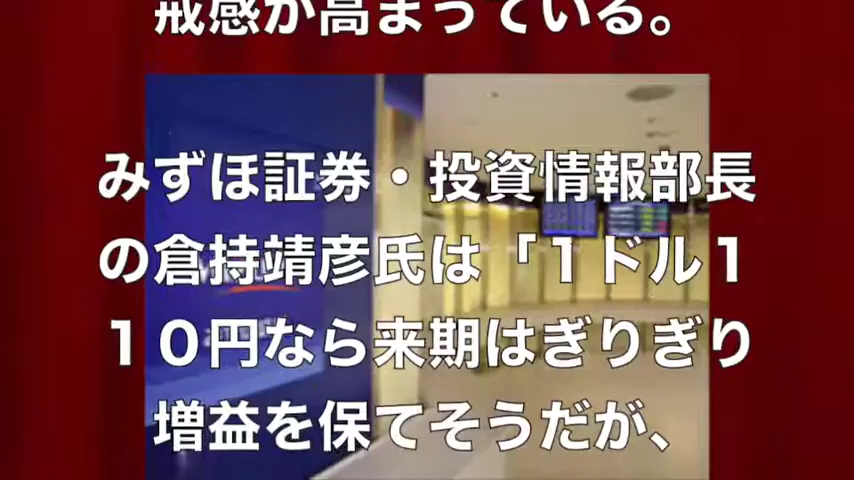 戒感が高まっている。
みずほ証券・投資情報部長
の倉持靖彦氏は「１ドル１
１０円なら来期はぎりぎり
増益を保てそうだが、